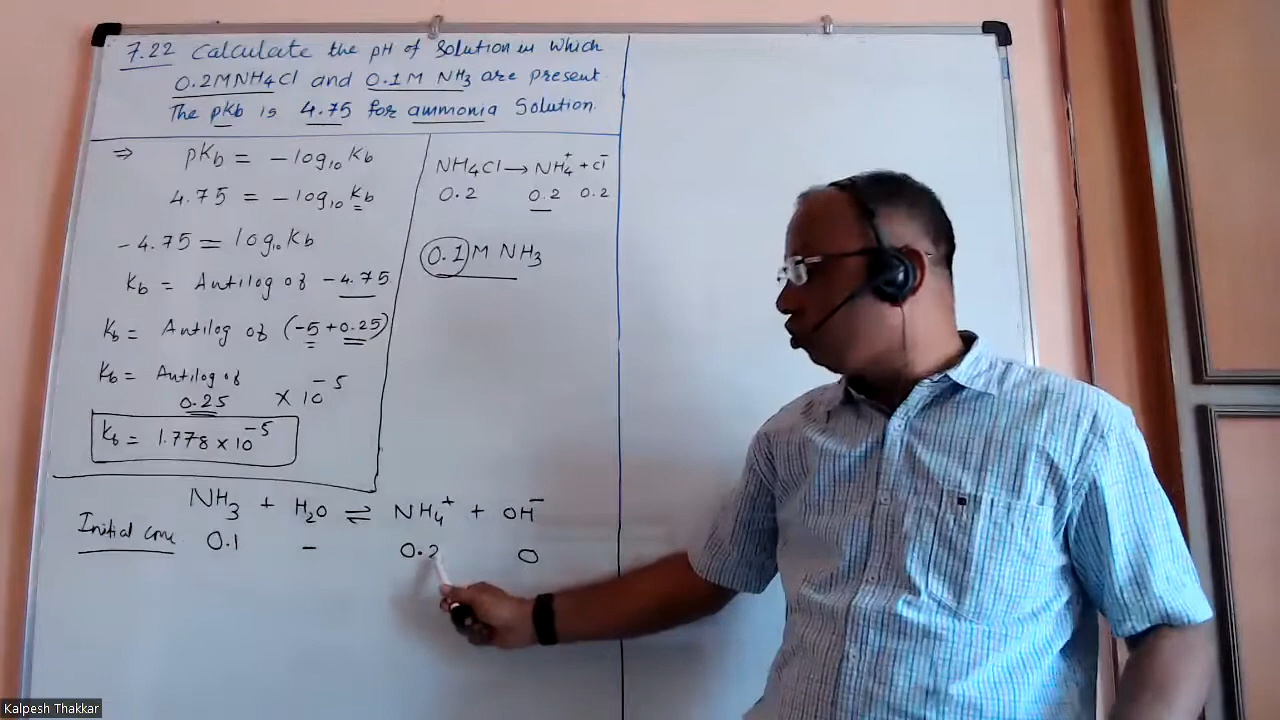 7.22 Calculate the pH of Solution in which
0.2M NH4Cl and 0.1M NH3 are present
The pKb is 4.75 for ammonia Solution.
⇒ pKb = -log10 Kb
4.75 = -log10 Kb
-4.75 = log10 Kb
Kb = Antilog of -4.75
Kb = Antilog of (-5 + 0.25)
Kb = Antilog of
0.25 × 10^-5
Kb = 1.778 × 10^-5
NH4Cl → NH4+ + Cl-
0.2 0.2 0.2
0.1 M NH3
NH3 + H2O ⇌ NH4+ + OH-
Initial conc 0.1 - 0.2 0
Kalpesh Thakkar